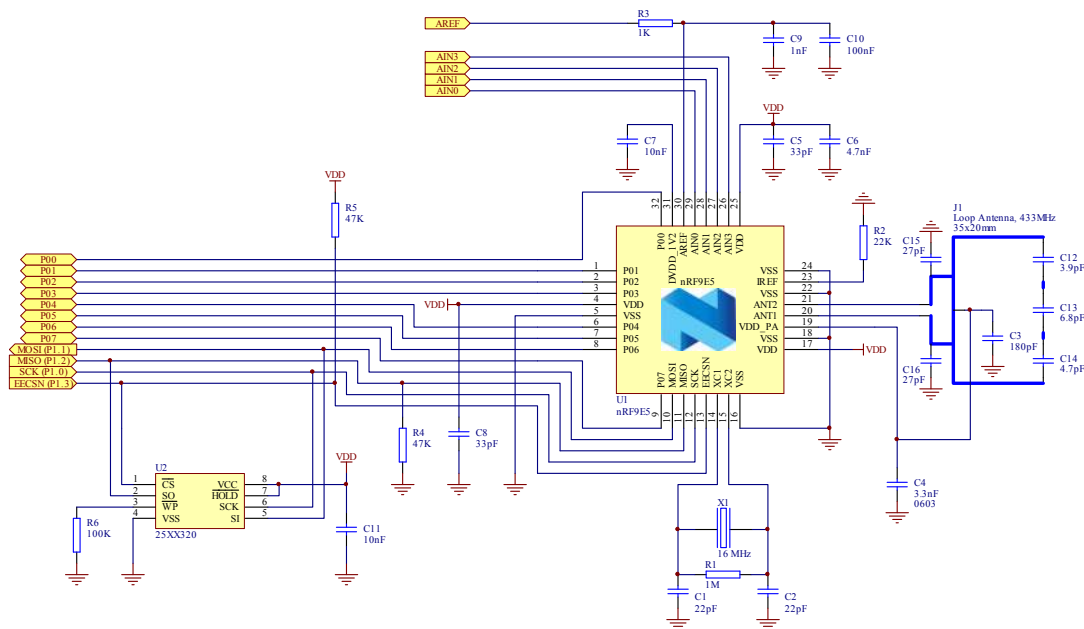 AREF
R3
1K
C9
1nF
C10
100nF
AIN3
AIN2
AIN1
AIN0
VDD
C7
10nF
C5
33pF
C6
4.7nF
VDD
R5
47K
32
31
30
29
28
27
26
25
P00
DVDD_1V2
AREF
AIN0
AIN1
AIN2
AIN3
VDD
R2
22K
J1
Loop Antenna, 433MHz
35x20mm
C15
27pF
C12
3.9pF
C13
6.8pF
C3
180pF
C14
4.7pF
C16
27pF
P00
P01
P02
P03
P04
P05
P06
P07
MOSI (P1.1)
MISO (P1.2)
SCK (P1.0)
EECSN (P1.3)
VDD
1 P01
2 P02
3 P03
4 VDD
5 VSS
6 P04
7 P05
8 P06
nRF9E5
VSS 24
IREF 23
VSS 22
ANT2 21
ANT1 20
VDD_PA 19
VSS 18
VDD 17
VDD
P07
MOSI
MISO
SCK
EECSN
XC1
XC2
VSS
9
10
11
12
13
14
15
16
U1
nRF9E5
R4
47K
C8
33pF
VDD
U2
1 CS
2 SO
3 WP
4 VSS
VCC 8
HOLD 7
SCK 6
SI 5
25XX320
R6
100K
C11
10nF
C4
3.3nF
0603
X1
16 MHz
R1
1M
C1
22pF
C2
22pF